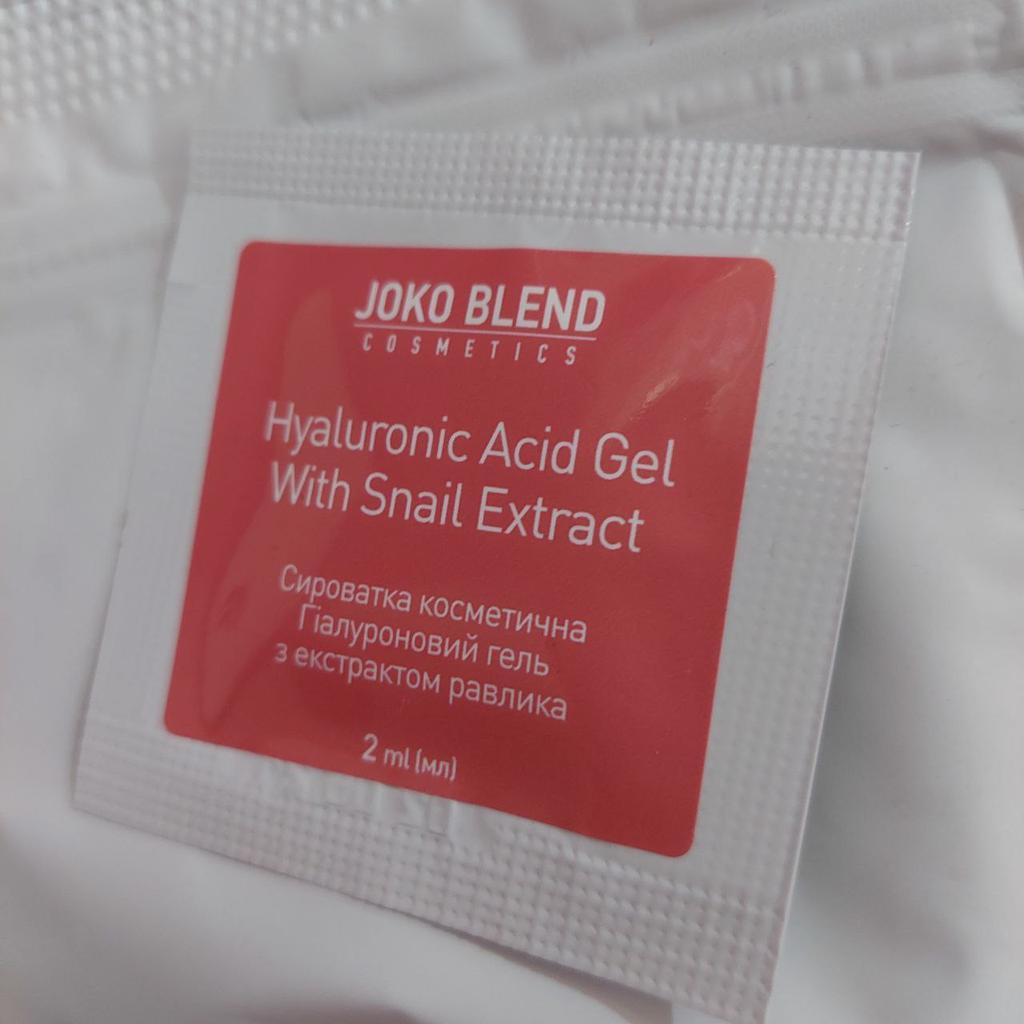 JOKO BLEND
COSMETICS
Hyaluronic Acid Gel
With Snail Extract
Сироватка косметична
Гіалуроновий гель
з екстрактом равлика
2 ml (мл)